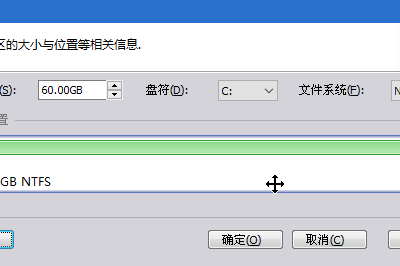 区的大小与位置等相关信息.
(S): 60.00GB 盘符(D): C: 文件系统(F): N
置
GB NTFS
确定(O) 取消(C)